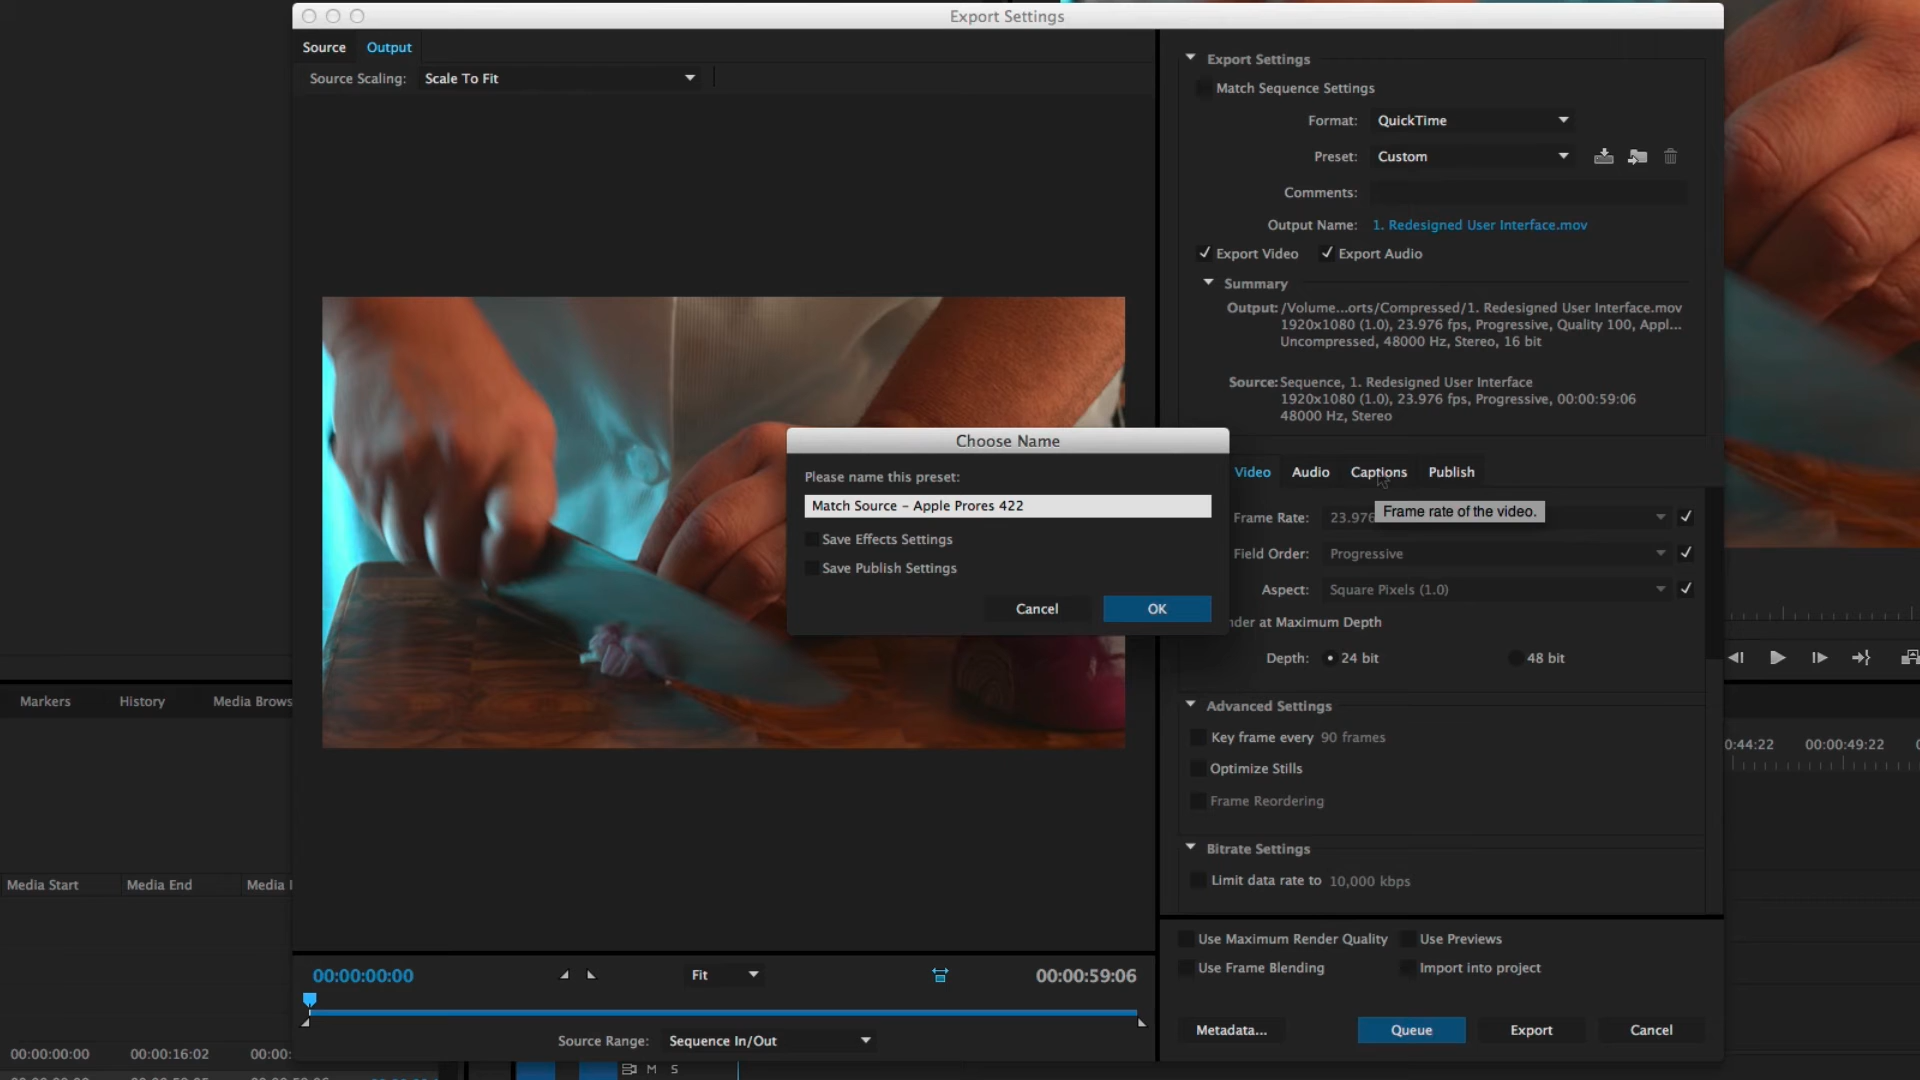 Export Settings
Source Output
Source Scaling: Scale To Fit
Export Settings
Match Sequence Settings
Format: QuickTime
Preset: Custom
Comments:
Output Name: 1. Redesigned User Interface.mov
Export Video Export Audio
Summary
Output: /Volume...orts/Compressed/1. Redesigned User Interface.mov
1920x1080 (1.0), 23.976 fps, Progressive, Quality 100, Appl...
Uncompressed, 48000 Hz, Stereo, 16 bit
Source: Sequence, 1. Redesigned User Interface
1920x1080 (1.0), 23.976 fps, Progressive, 00:00:59:06
48000 Hz, Stereo
Choose Name
Please name this preset:
Match Source - Apple Prores 422
Save Effects Settings
Save Publish Settings
Cancel OK
Video Audio Captions Publish
Frame Rate: 23.976
Frame rate of the video.
Field Order: Progressive
Aspect: Square Pixels (1.0)
nder at Maximum Depth
Depth: 24 bit 48 bit
Advanced Settings
Key frame every 90 frames
Optimize Stills
Frame Reordering
Bitrate Settings
Limit data rate to 10,000 kbps
Use Maximum Render Quality Use Previews
Use Frame Blending Import into project
Metadata... Queue Export Cancel
00:00:00:00 Fit 00:00:59:06
Source Range: Sequence In/Out
Markers History Media Brows
Media Start Media End Media
00:00:00:00 00:00:16:02 00:00:
M S
0:44:22 00:00:49:22